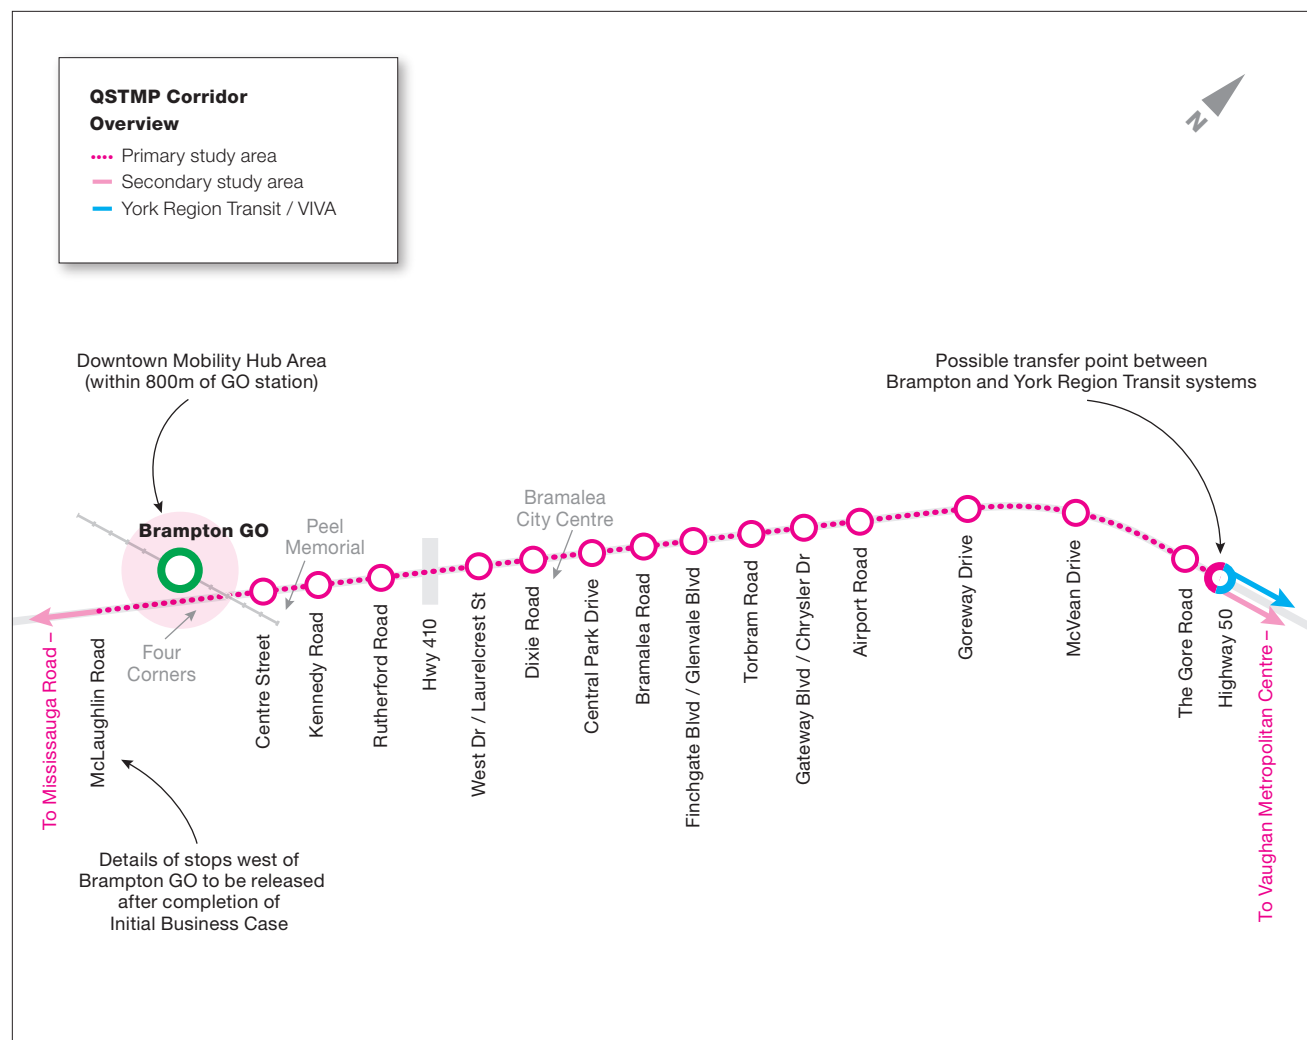 QSTMP Corridor
Overview
Primary study area
Secondary study area
York Region Transit / VIVA
N
Downtown Mobility Hub Area
(within 800m of GO station)
Possible transfer point between
Brampton and York Region Transit systems
Brampton GO
Peel
Memorial
Bramalea
City Centre
Four
Corners
To Mississauga Road –
McLaughlin Road
Centre Street
Kennedy Road
Rutherford Road
Hwy 410
West Dr / Laurelcrest St
Dixie Road
Central Park Drive
Bramalea Road
Finchgate Blvd / Glenvale Blvd
Torbram Road
Gateway Blvd / Chrysler Dr
Airport Road
Goreway Drive
McVean Drive
The Gore Road
Highway 50
To Vaughan Metropolitan Centre –
Details of stops west of
Brampton GO to be released
after completion of
Initial Business Case